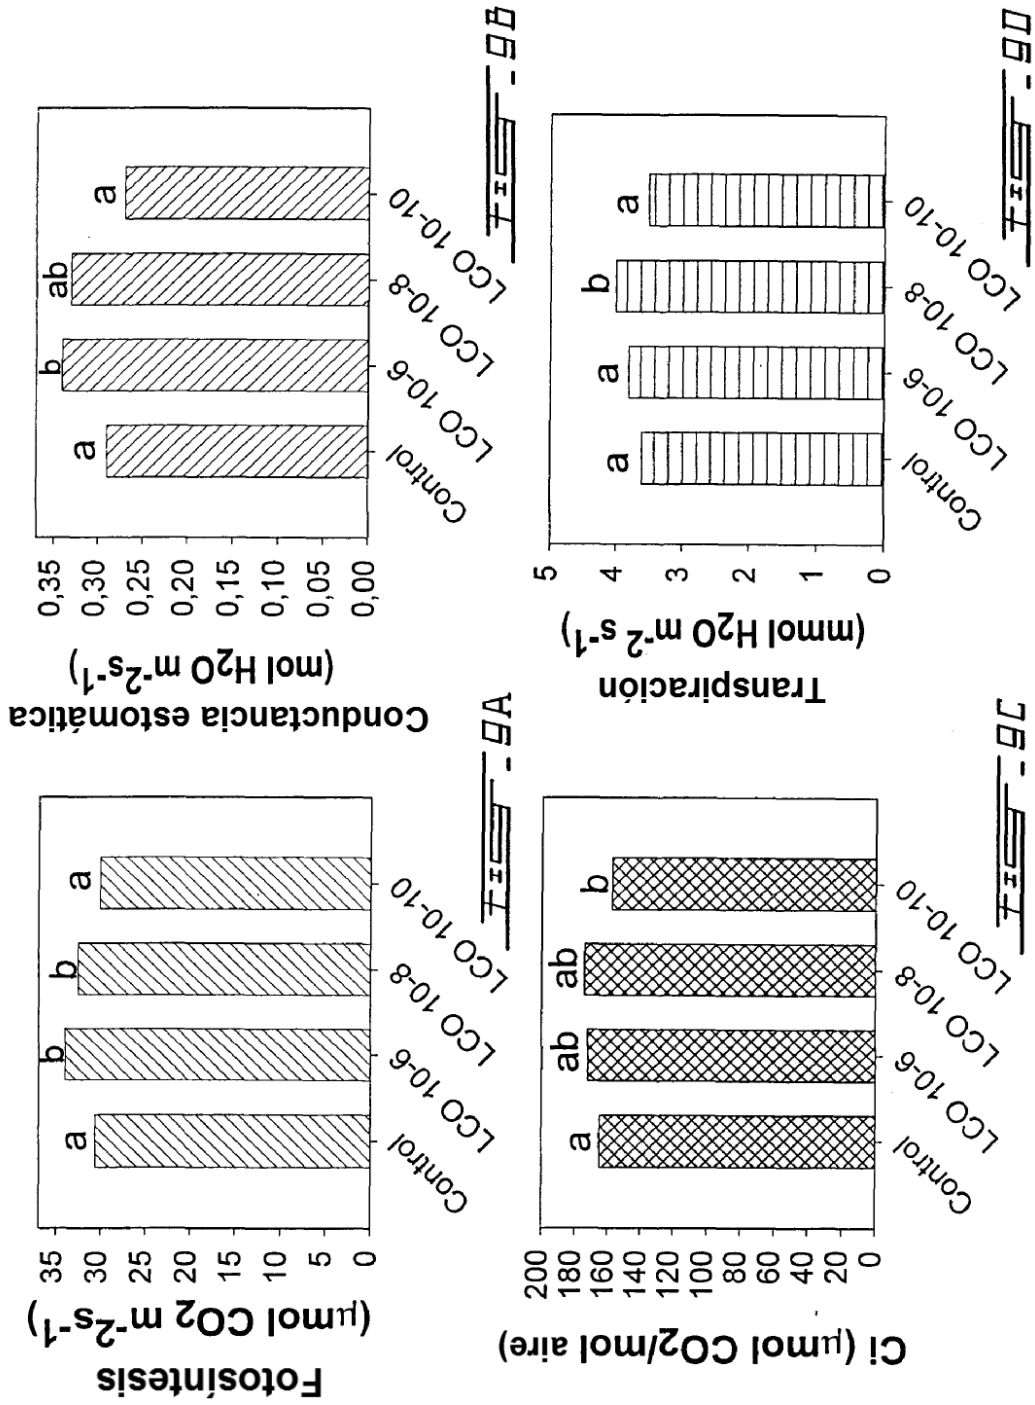 Fotosíntesis
(μmol CO2 m-2s-1)
35
30
25
20
15
10
5
0
a
b
b
a
Control
LCO 10-6
LCO 10-8
LCO 10-10
FIG - 9A
Conductancia estomática
(mol H2O m-2s-1)
0,35
0,30
0,25
0,20
0,15
0,10
0,05
0,00
a
b
ab
a
Control
LCO 10-6
LCO 10-8
LCO 10-10
FIG - 9B
Ci (μmol CO2/mol aire)
200
180
160
140
120
100
80
60
40
20
0
a
ab
ab
b
Control
LCO 10-6
LCO 10-8
LCO 10-10
FIG - 9C
Transpiración
(mmol H2O m-2 s-1)
5
4
3
2
1
0
a
a
b
a
Control
LCO 10-6
LCO 10-8
LCO 10-10
FIG - 9D